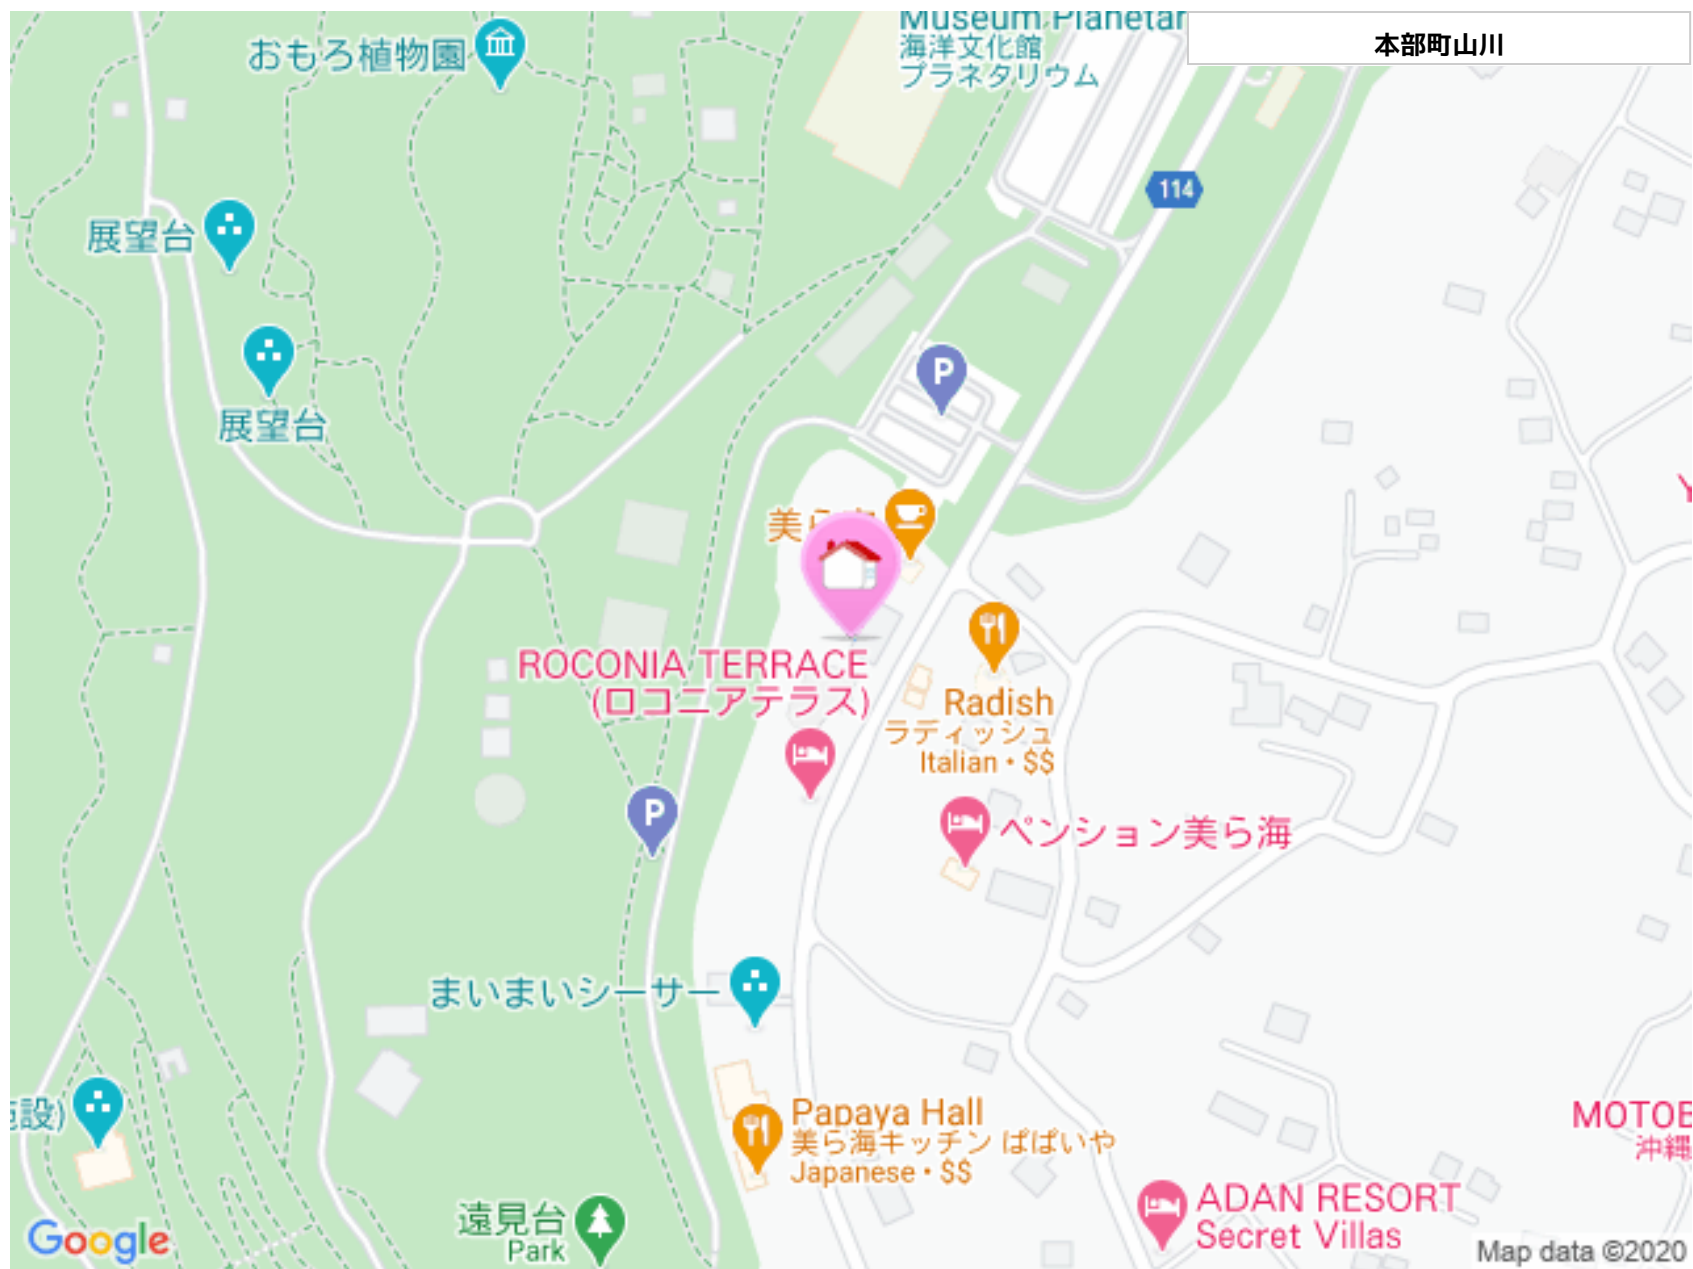 Museum Planetar
海洋文化館
プラネタリウム
本部町山川
おもろ植物園
114
展望台
展望台
P
美ら
ROCONIA TERRACE
(ロコニアテラス)
Radish
ラディッシュ
Italian • $$
P
ペンション美ら海
まいまいシーサー
設)
Papaya Hall
美ら海キッチン ぱぱいや
Japanese • $$
MOTOB
沖縄
ADAN RESORT
Secret Villas
遠見台
Park
Google
Map data ©2020